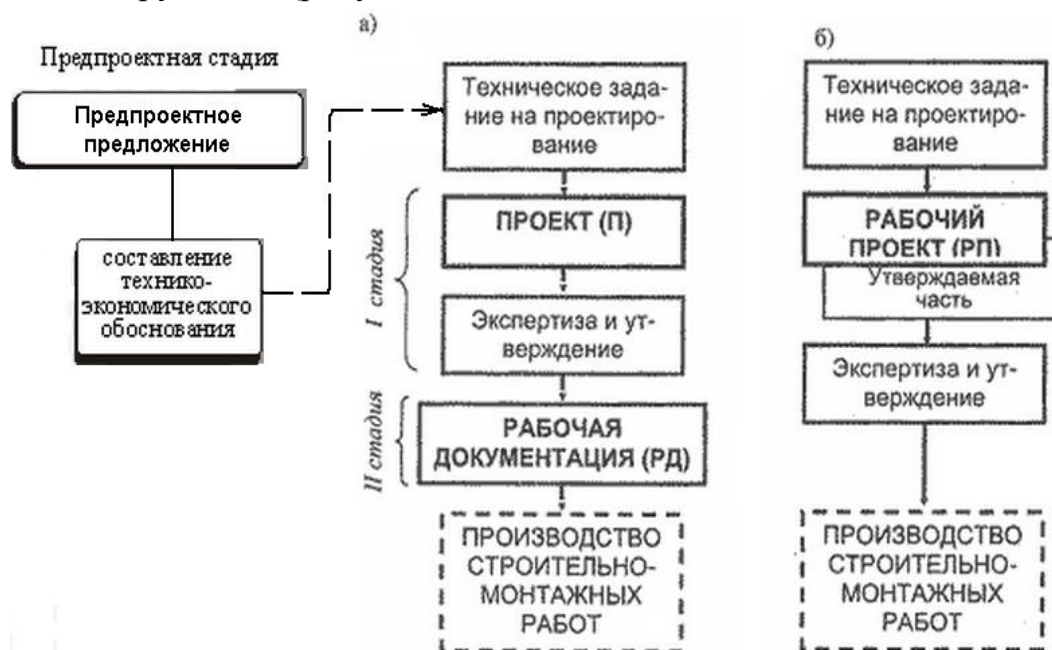 Предпроектная стадия
Предпроектное
предложение
составление
технико-
экономического
обоснования
а)
Техническое зада-
ние на проектиро-
вание
I стадия
ПРОЕКТ (П)
Экспертиза и ут-
верждение
II стадия
РАБОЧАЯ
ДОКУМЕНТАЦИЯ (РД)
ПРОИЗВОДСТВО
СТРОИТЕЛЬНО-
МОНТАЖНЫХ
РАБОТ
б)
Техническое зада-
ние на проектиро-
вание
РАБОЧИЙ
ПРОЕКТ (РП)
Утверждаемая
часть
Экспертиза и ут-
верждение
ПРОИЗВОДСТВО
СТРОИТЕЛЬНО-
МОНТАЖНЫХ
РАБОТ